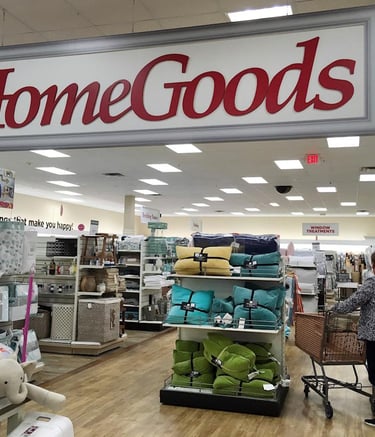 HomeGoods
EXIT
that make you happy!
WINDOW
TREATMENTS